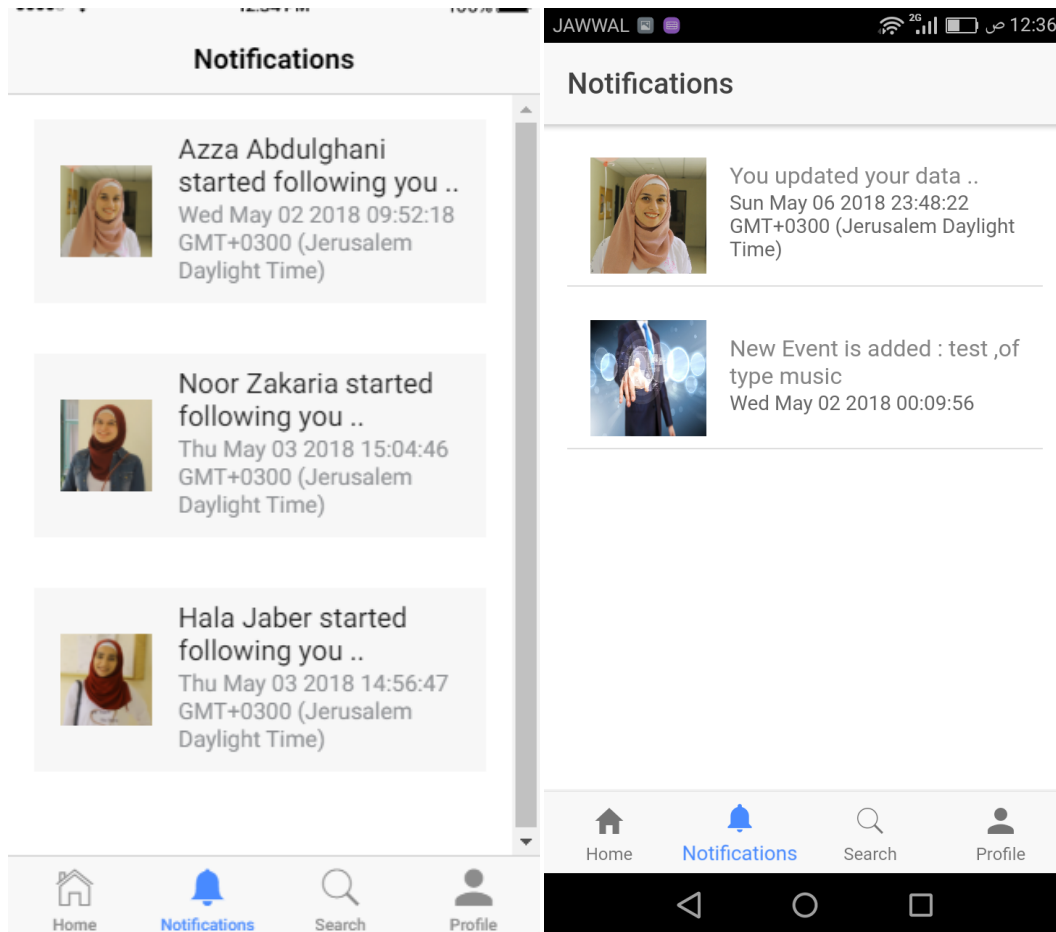 Notifications
Azza Abdulghani
started following you ..
Wed May 02 2018 09:52:18
GMT+0300 (Jerusalem
Daylight Time)
Noor Zakaria started
following you ..
Thu May 03 2018 15:04:46
GMT+0300 (Jerusalem
Daylight Time)
Hala Jaber started
following you ..
Thu May 03 2018 14:56:47
GMT+0300 (Jerusalem
Daylight Time)
Home Notifications Search Profile
JAWWAL 2G ص 12:36
Notifications
You updated your data ..
Sun May 06 2018 23:48:22
GMT+0300 (Jerusalem Daylight
Time)
New Event is added : test ,of
type music
Wed May 02 2018 00:09:56
Home Notifications Search Profile